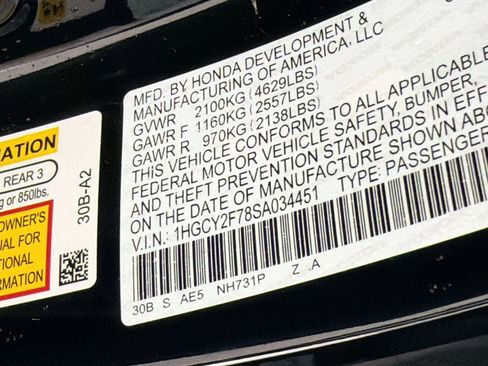 MFD. BY HONDA DEVELOPMENT &
MANUFACTURING OF AMERICA, LLC
GVWR 2100KG (4629LBS)
GAWR F 1160KG (2557LBS)
GAWR R 970KG (2138LBS)
THIS VEHICLE CONFORMS TO ALL APPLICABLE
FEDERAL MOTOR VEHICLE SAFETY, BUMPER,
AND THEFT PREVENTION STANDARDS IN EFF
ON THE DATE OF MANUFACTURE SHOWN ABO
V.I.N.: 1HGCY2F78SA034451 TYPE: PASSENGER
30B S AE5 NH731P Z .A
MATION
REAR 3
g or 850lbs.
OWNER'S
UAL FOR
TIONAL
RMATION
30B-A2